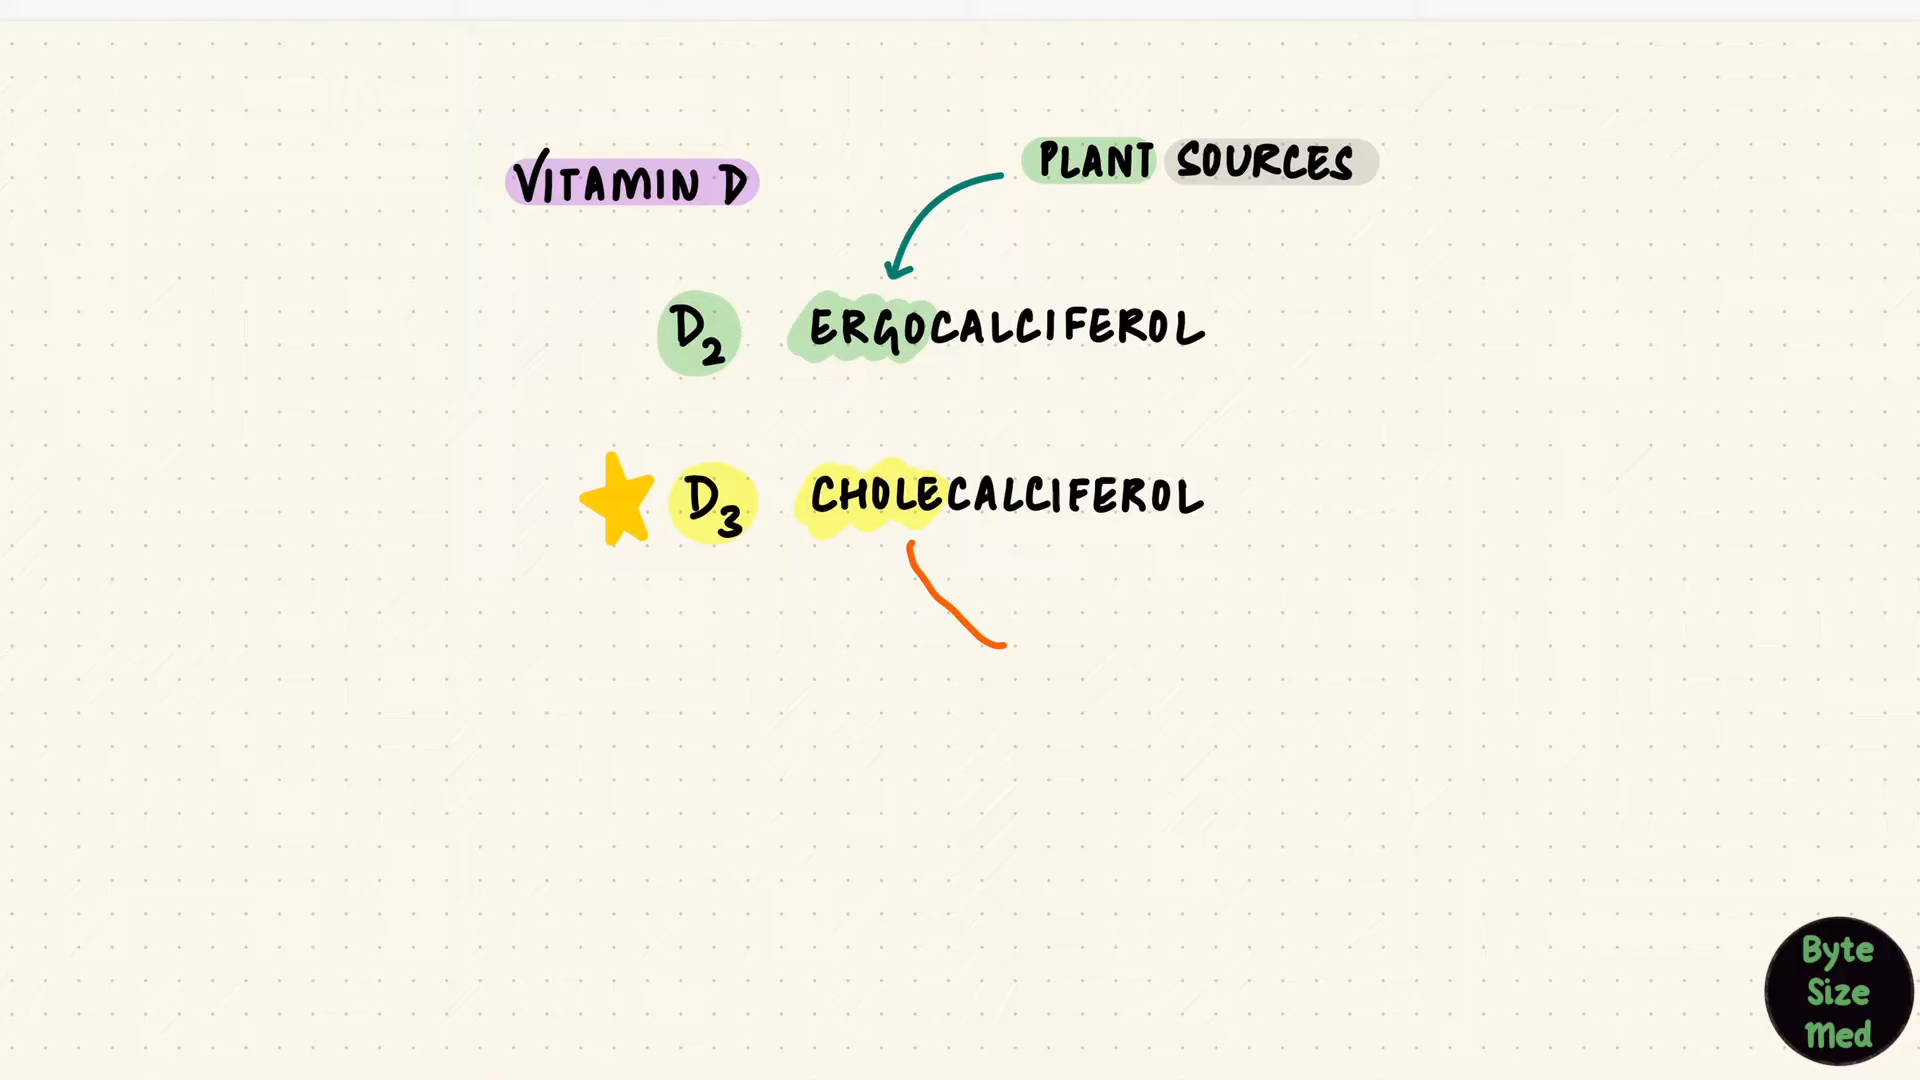 VITAMIN D
PLANT SOURCES
D₂ ERGOCALCIFEROL
D₃ CHOLECALCIFEROL
Byte
Size
Med